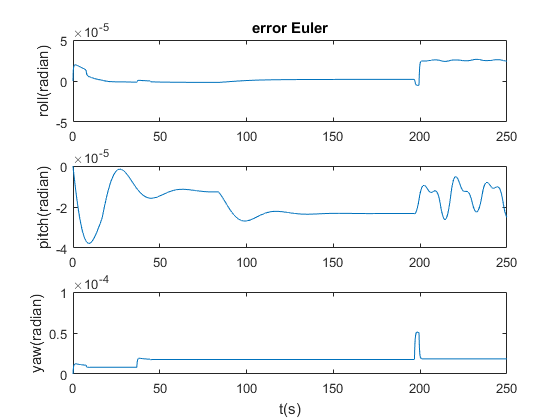 error Euler
×10-5
5
0
-5
roll(radian)
0 50 100 150 200 250
×10-5
0
-2
-4
pitch(radian)
0 50 100 150 200 250
×10-4
1
0.5
0
yaw(radian)
0 50 100 150 200 250
t(s)